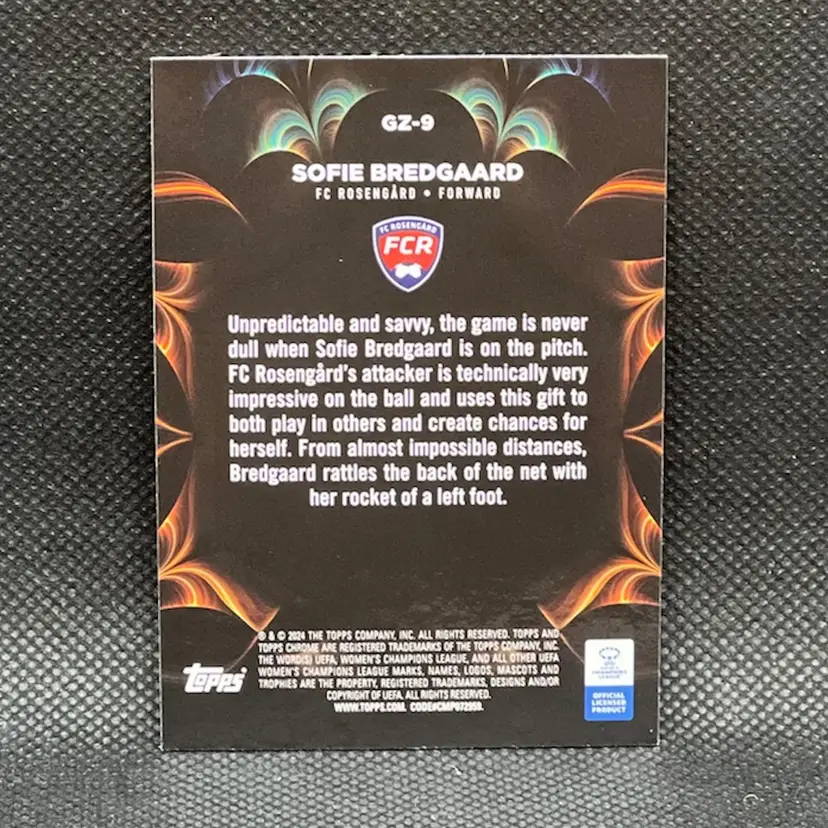 GZ-9
SOFIE BREDGAARD
FC ROSENGÅRD • FORWARD
FC ROSENGÅRD
FCR
Unpredictable and savvy, the game is never
dull when Sofie Bredgaard is on the pitch.
FC Rosengård's attacker is technically very
impressive on the ball and uses this gift to
both play in others and create chances for
herself. From almost impossible distances,
Bredgaard rattles the back of the net with
her rocket of a left foot.
® & © 2024 THE TOPPS COMPANY, INC. ALL RIGHTS RESERVED. TOPPS AND
TOPPS CHROME ARE REGISTERED TRADEMARKS OF THE TOPPS COMPANY, INC.
THE WORD(S) UEFA, WOMEN'S CHAMPIONS LEAGUE, AND ALL OTHER UEFA
WOMEN'S CHAMPIONS LEAGUE MARKS, NAMES, LOGOS, MASCOTS AND
TROPHIES ARE THE PROPERTY, REGISTERED TRADEMARKS, DESIGNS AND/OR
COPYRIGHT OF UEFA. ALL RIGHTS RESERVED.
WWW.TOPPS.COM. CODE#CMP072959.
topps
CHAMPIONS
LEAGUE
OFFICIAL
LICENSED
PRODUCT